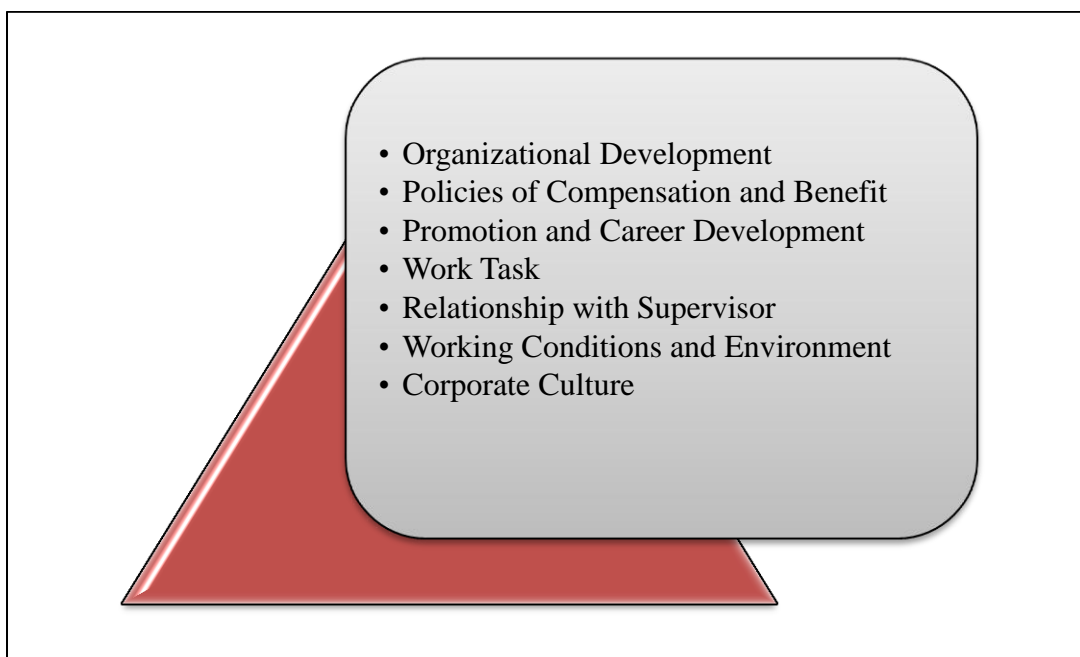 • Organizational Development
• Policies of Compensation and Benefit
• Promotion and Career Development
• Work Task
• Relationship with Supervisor
• Working Conditions and Environment
• Corporate Culture